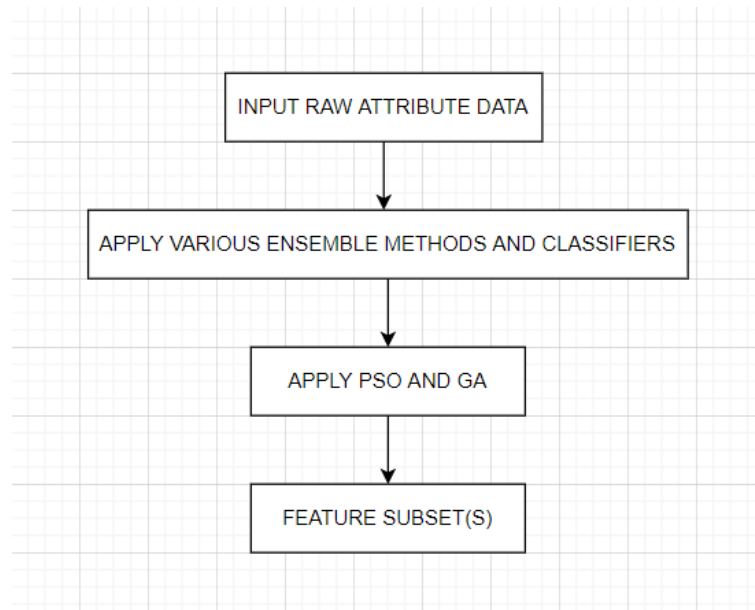 INPUT RAW ATTRIBUTE DATA
APPLY VARIOUS ENSEMBLE METHODS AND CLASSIFIERS
APPLY PSO AND GA
FEATURE SUBSET(S)